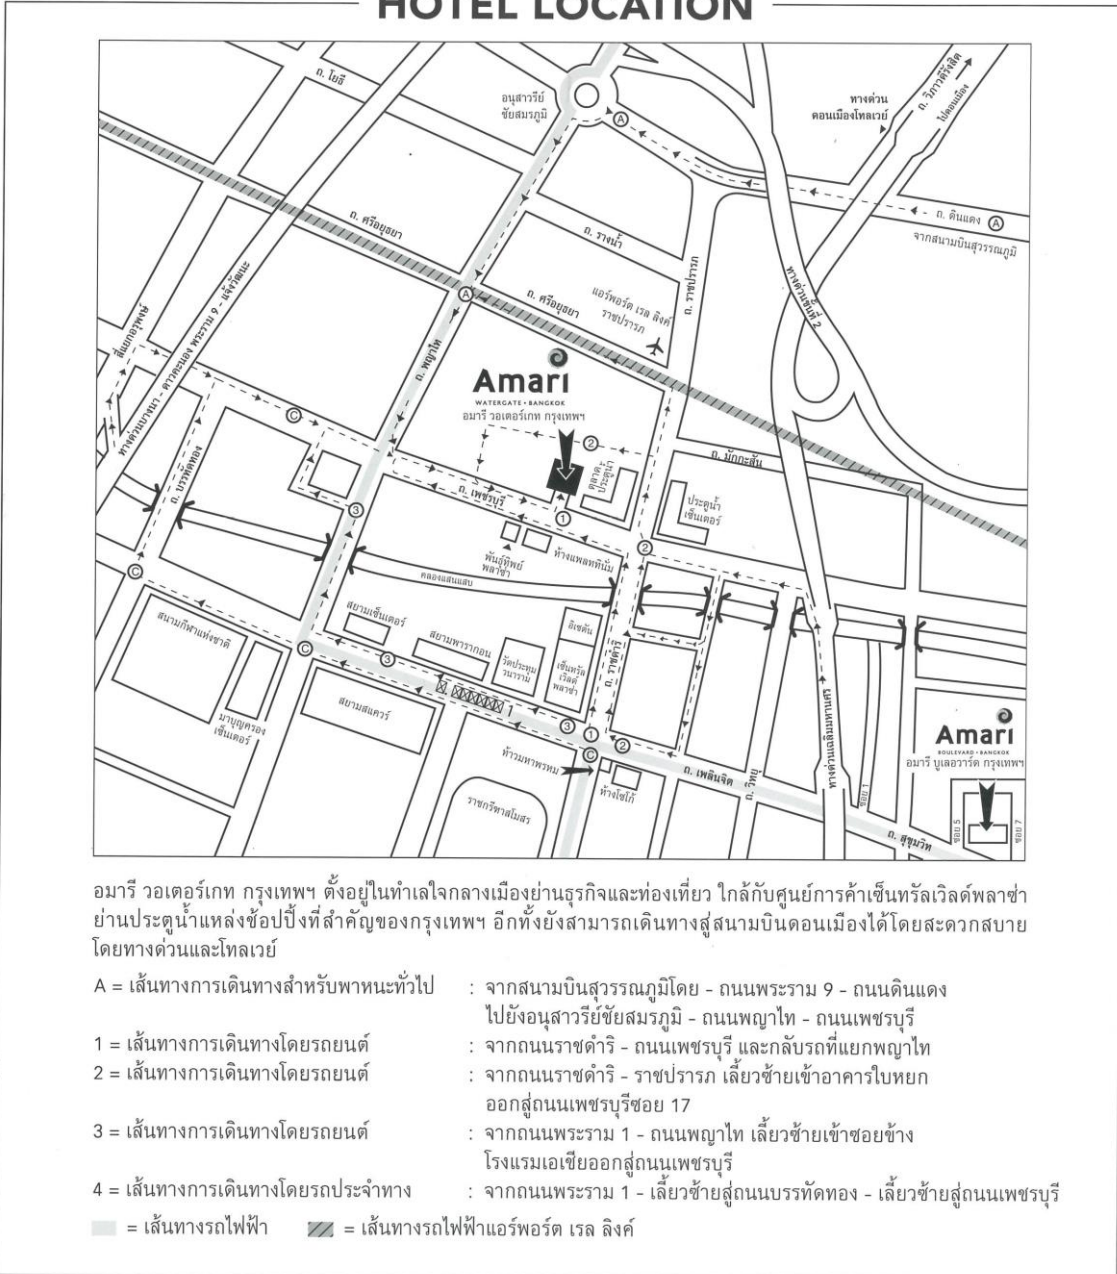 HOTEL LOCATION
ถ. โยธี
อนุสาวรีย์
ชัยสมรภูมิ
A
ทางด่วน
ดอนเมืองโทลเวย์
ถ. วิภาวดีรังสิต
ไปดอนเมือง
ถ. ดินแดง
A
จากสนามบินสุวรรณภูมิ
ถ. ศรีอยุธยา
ถ. รางน้ำ
ถ. ราชปรารภ
ทางด่วนขั้นที่ 2
A
ถ. ศรีอยุธยา
แอร์พอร์ต เรล ลิงค์
ราชปรารภ
สี่แยกอุรุพงษ์
ทางด่วนบางนา - ดาวคะนอง พระราม 9 - แจ้งวัฒนะ
ถ. พญาไท
Amari
WATERGATE • BANGKOK
อมารี วอเตอร์เกท กรุงเทพฯ
C
2
ถ. บรรทัดทอง
ถ. เพชรบุรี
ตลาด
ประตูน้ำ
ถ. มักกะสัน
3
1
ประตูน้ำ
เซ็นเตอร์
พันธุ์ทิพย์
พลาซ่า
ห้างแพลททินั่ม
2
คลองแสนแสบ
C
สนามกีฬาแห่งชาติ
สยามเซ็นเตอร์
สยามพารากอน
วัดปะทุม
วนาราม
อิเซตัน
เซ็นทรัล
เวิลด์
พลาซ่า
ถ. ราชดำริ
C
3
มาบุญครอง
เซ็นเตอร์
สยามสแควร์
1
3
1
2
C
ท้าวมหาพรหม
ห้างโซโก้
ราชกรีฑาสโมสร
ถ. เพลินจิต
ถ. วิทยุ
ทางด่วนเฉลิมมหานคร
ซอย 1
ถ. สุขุมวิท
Amari
BOULEVARD • BANGKOK
อมารี บูเลอวาร์ด กรุงเทพฯ
ซอย 5
ซอย 7
อมารี วอเตอร์เกท กรุงเทพฯ ตั้งอยู่ในทำเลใจกลางเมืองย่านธุรกิจและท่องเที่ยว ใกล้กับศูนย์การค้าเซ็นทรัลเวิลด์พลาซ่า
ย่านประตูน้ำแหล่งช้อปปิ้งที่สำคัญของกรุงเทพฯ อีกทั้งยังสามารถเดินทางสู่สนามบินดอนเมืองได้โดยสะดวกสบาย
โดยทางด่วนและโทลเวย์
A = เส้นทางการเดินทางสำหรับพาหนะทั่วไป : จากสนามบินสุวรรณภูมิโดย - ถนนพระราม 9 - ถนนดินแดง
ไปยังอนุสาวรีย์ชัยสมรภูมิ - ถนนพญาไท - ถนนเพชรบุรี
1 = เส้นทางการเดินทางโดยรถยนต์ : จากถนนราชดำริ - ถนนเพชรบุรี และกลับรถที่แยกพญาไท
2 = เส้นทางการเดินทางโดยรถยนต์ : จากถนนราชดำริ - ราชปรารภ เลี้ยวซ้ายเข้าอาคารใบหยก
ออกสู่ถนนเพชรบุรีซอย 17
3 = เส้นทางการเดินทางโดยรถยนต์ : จากถนนพระราม 1 - ถนนพญาไท เลี้ยวซ้ายเข้าซอยข้าง
โรงแรมเอเชียออกสู่ถนนเพชรบุรี
4 = เส้นทางการเดินทางโดยรถประจำทาง : จากถนนพระราม 1 - เลี้ยวซ้ายสู่ถนนบรรทัดทอง - เลี้ยวซ้ายสู่ถนนเพชรบุรี
= เส้นทางรถไฟฟ้า = เส้นทางรถไฟฟ้าแอร์พอร์ต เรล ลิงค์